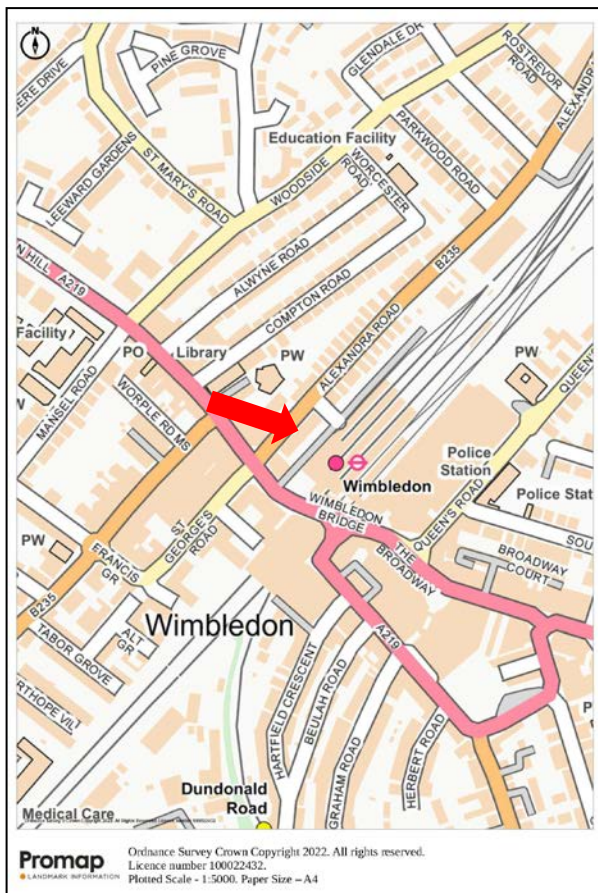 N
PINE GROVE
GLENDALE DR
ROSTREVOR
ROAD
ERE DRIVE
ALEXANDRA
Education Facility
PARKWOOD ROAD
LEEWARD GARDENS
ST MARY'S ROAD
WOODSIDE
WORCESTER
ROAD
B235
N HILL A219
ALWYNE ROAD
COMPTON ROAD
Facility
PO
Library
PW
ALEXANDRA ROAD
PW
QUEEN'S
MANSEL ROAD
WORPLE RD MS
Police
Station
Wimbledon
Police Stat
WIMBLEDON
BRIDGE
QUEEN'S ROAD
SOU
PW
ST
GEORGE'S
ROAD
FRANCIS
GR
THE
BROADWAY
BROADWAY
COURT
B235
Wimbledon
A219
TABOR GROVE
ALT
GR
RTHOPE VIL
HARTFIELD CRESCENT
BEULAH ROAD
GRAHAM ROAD
HERBERT ROAD
Dundonald
Road
Medical Care
Promap
LANDMARK INFORMATION
Ordnance Survey Crown Copyright 2022. All rights reserved.
Licence number 100022432.
Plotted Scale - 1:5000. Paper Size – A4